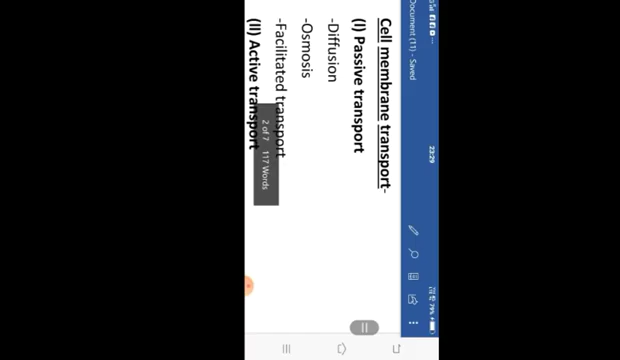 Document (11) - Saved
23:29
Cell membrane transport-
(I) Passive transport
-Diffusion
-Osmosis
-Facilitated transport
(II) Active transport
2 of 7 117 Words